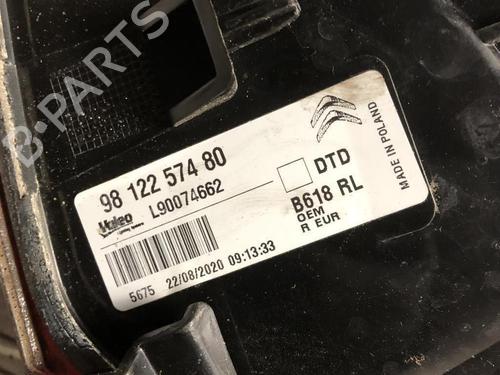 B-PARTS
98 122 574 80
Valeo
L90074662
DTD
B618 RL
OEM
R EUR
MADE IN POLAND
5675 22/08/2020 09:13:33